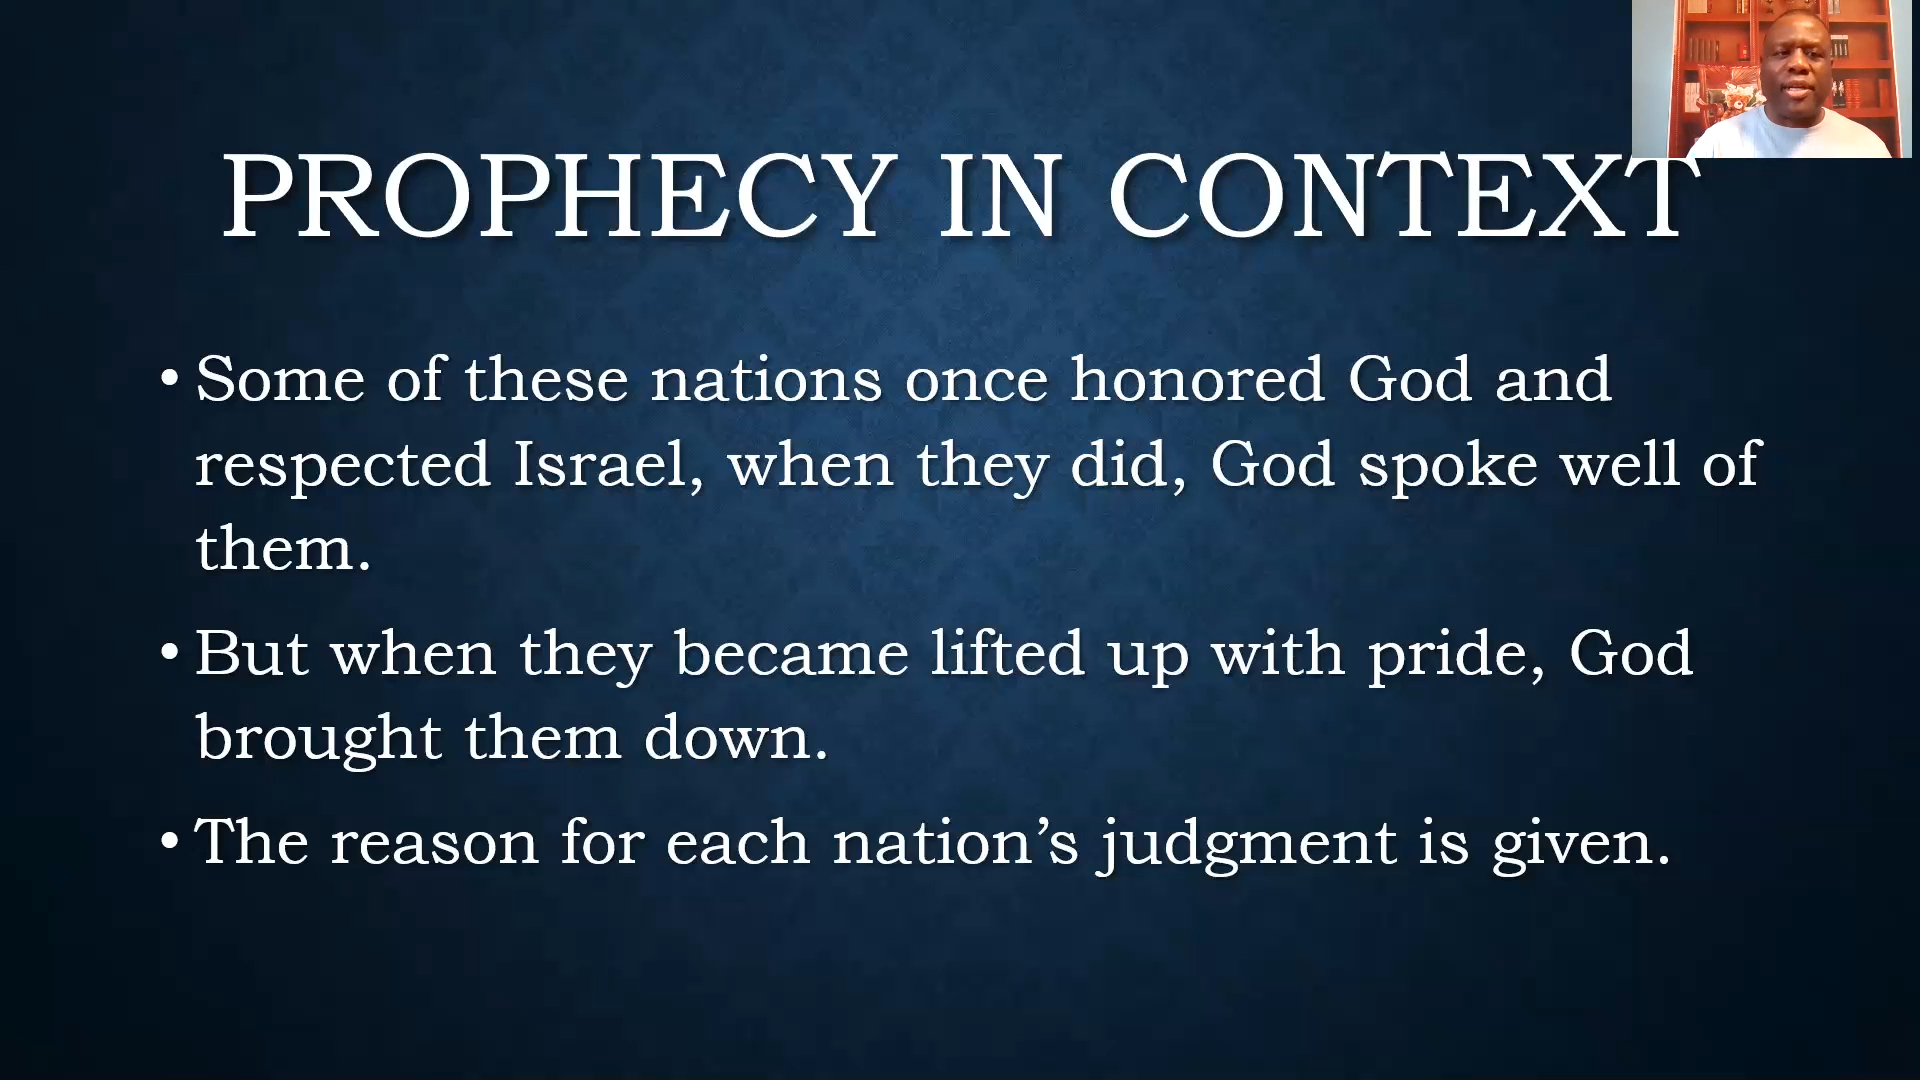 PROPHECY IN CONTEXT
• Some of these nations once honored God and
respected Israel, when they did, God spoke well of
them.
• But when they became lifted up with pride, God
brought them down.
• The reason for each nation’s judgment is given.